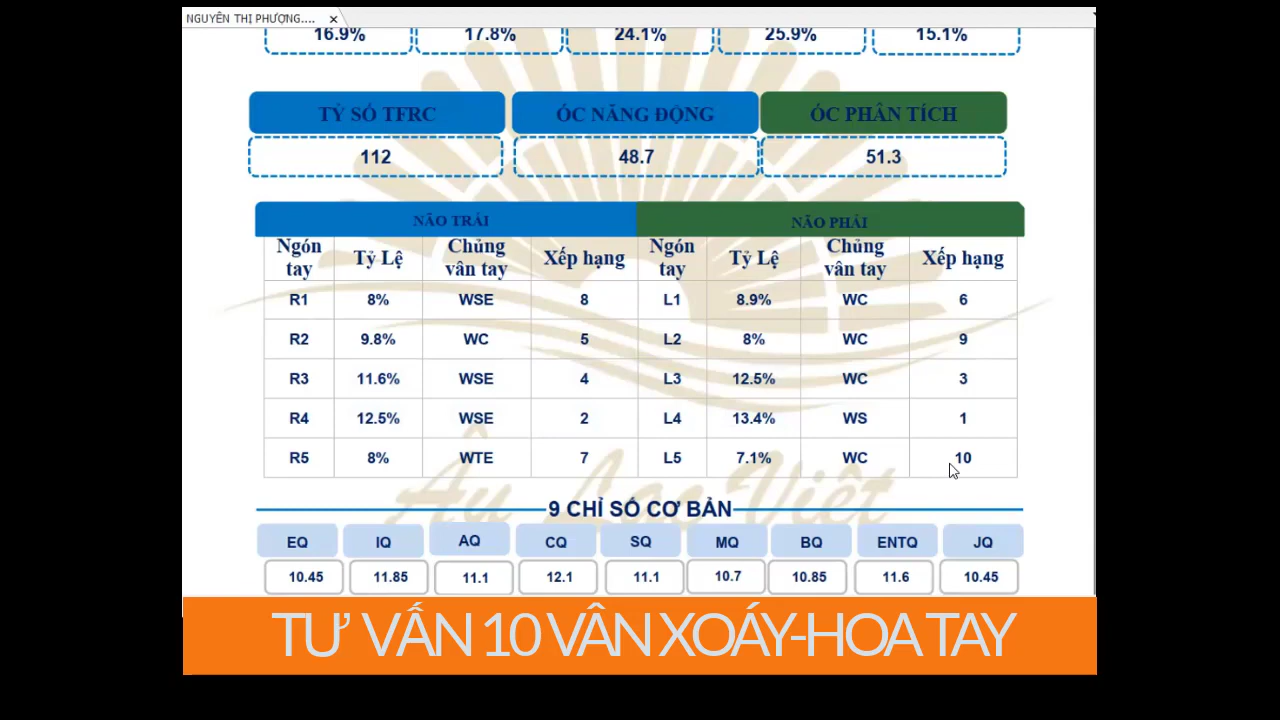 NGUYÊN THỊ PHƯỢNG....
16.9% 17.8% 24.1% 25.9% 15.1%
TỶ SỐ TFRC ÓC NĂNG ĐỘNG ÓC PHÂN TÍCH
112 48.7 51.3
NÃO TRÁI NÃO PHẢI
Ngón tay Tỷ Lệ Chủng vân tay Xếp hạng Ngón tay Tỷ Lệ Chủng vân tay Xếp hạng
R1 8% WSE 8 L1 8.9% WC 6
R2 9.8% WC 5 L2 8% WC 9
R3 11.6% WSE 4 L3 12.5% WC 3
R4 12.5% WSE 2 L4 13.4% WS 1
R5 8% WTE 7 L5 7.1% WC 10
Âu Lạc Việt
9 CHỈ SỐ CƠ BẢN
EQ IQ AQ CQ SQ MQ BQ ENTQ JQ
10.45 11.85 11.1 12.1 11.1 10.7 10.85 11.6 10.45
TƯ VẤN 10 VÂN XOÁY-HOA TAY